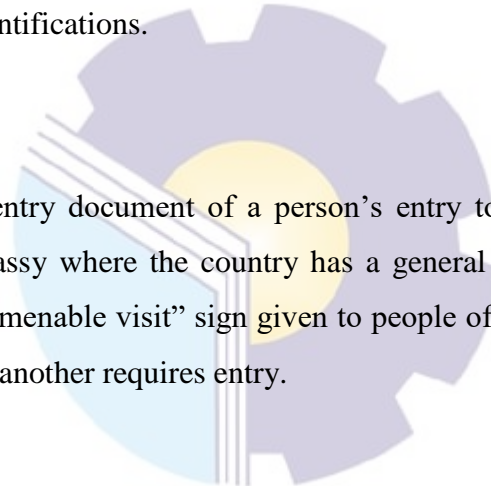 ntifications.
entry document of a person’s entry to
assy where the country has a general
menable visit” sign given to people of
another requires entry.